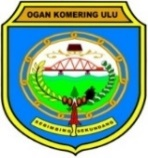 OGAN KOMERING ULU
SEBIMBING SEKUNDANG